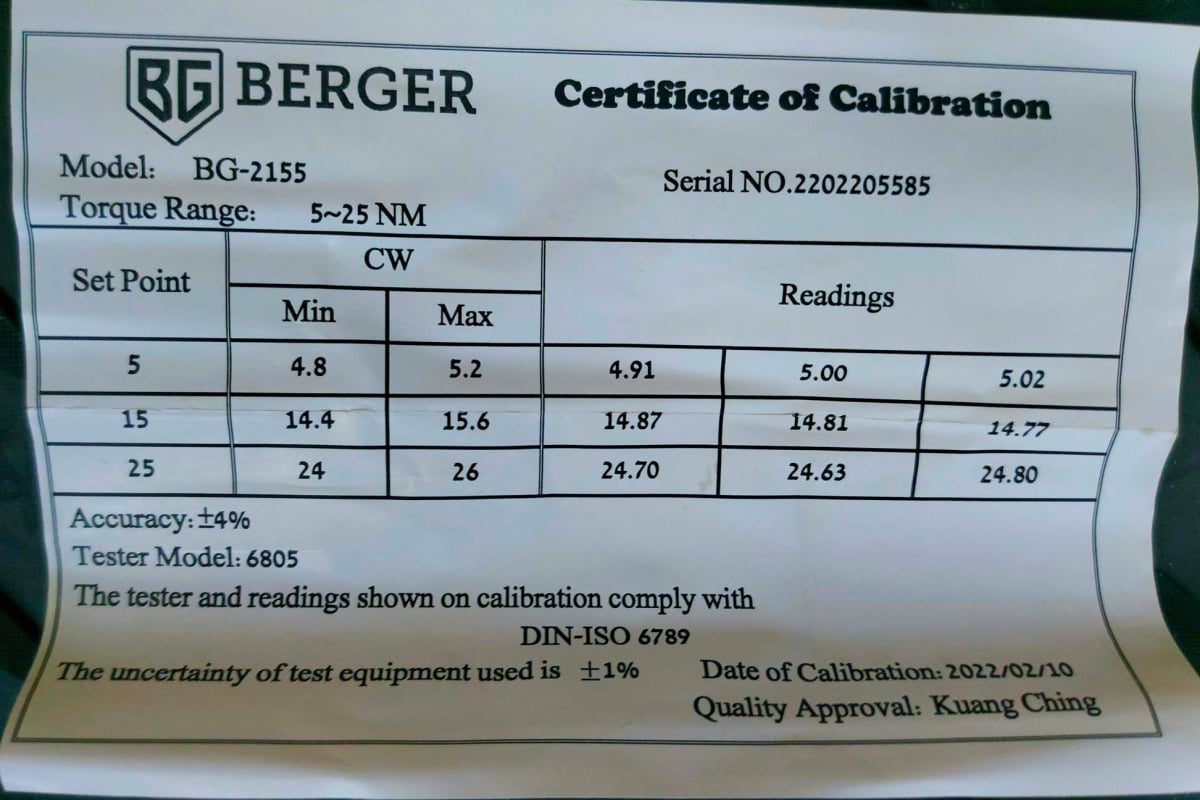 BG BERGER Certificate of Calibration
Model: BG-2155
Serial NO.2202205585
Torque Range: 5~25 NM
Set Point CW Readings
Min Max
5 4.8 5.2 4.91 5.00 5.02
15 14.4 15.6 14.87 14.81 14.77
25 24 26 24.70 24.63 24.80
Accuracy: ±4%
Tester Model: 6805
The tester and readings shown on calibration comply with
DIN-ISO 6789
The uncertainty of test equipment used is ±1% Date of Calibration: 2022/02/10
Quality Approval: Kuang Ching